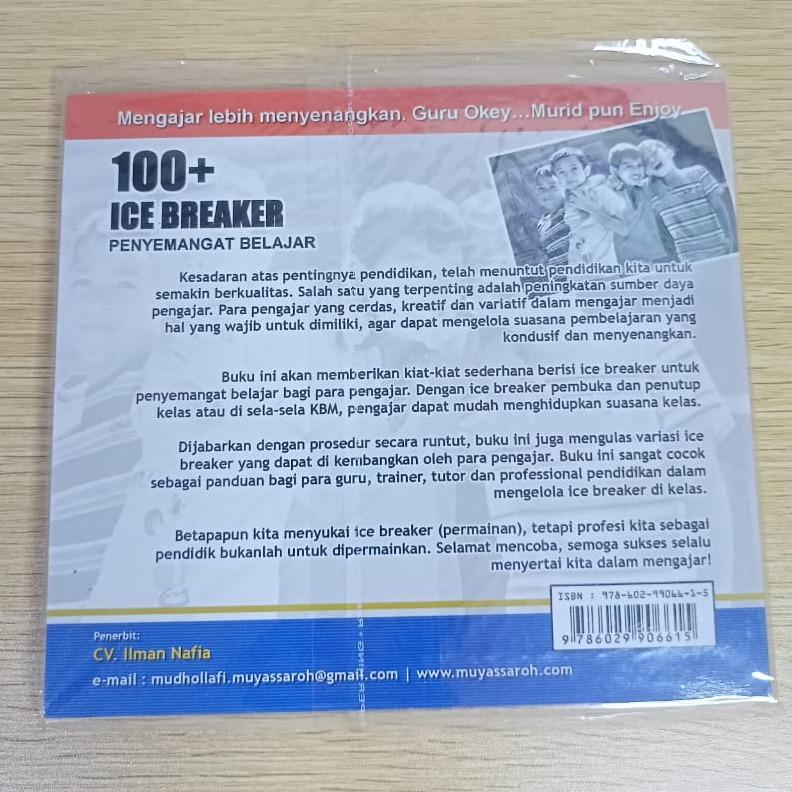 Mengajar lebih menyenangkan. Guru Okey...Murid pun Enjoy
100+
ICE BREAKER
PENYEMANGAT BELAJAR
Kesadaran atas pentingnya pendidikan, telah menuntut pendidikan kita untuk
semakin berkualitas. Salah satu yang terpenting adalah peningkatan sumber daya
pengajar. Para pengajar yang cerdas, kreatif dan variatif dalam mengajar menjadi
hal yang wajib untuk dimiliki, agar dapat mengelola suasana pembelajaran yang
kondusif dan menyenangkan.
Buku ini akan memberikan kiat-kiat sederhana berisi ice breaker untuk
penyemangat belajar bagi para pengajar. Dengan ice breaker pembuka dan penutup
kelas atau di sela-sela KBM, pengajar dapat mudah menghidupkan suasana kelas.
Dijabarkan dengan prosedur secara runtut, buku ini juga mengulas variasi ice
breaker yang dapat di kembangkan oleh para pengajar. Buku ini sangat cocok
sebagai panduan bagi para guru, trainer, tutor dan professional pendidikan dalam
mengelola ice breaker di kelas.
Betapapun kita menyukai ice breaker (permainan), tetapi profesi kita sebagai
pendidik bukanlah untuk dipermainkan. Selamat mencoba, semoga sukses selalu
menyertai kita dalam mengajar!
ISBN : 978-602-99066-1-5
9 786029 906615
Penerbit:
CV. Ilman Nafia
e-mail : mudhollafi.muyassaroh@gmail.com | www.muyassaroh.com